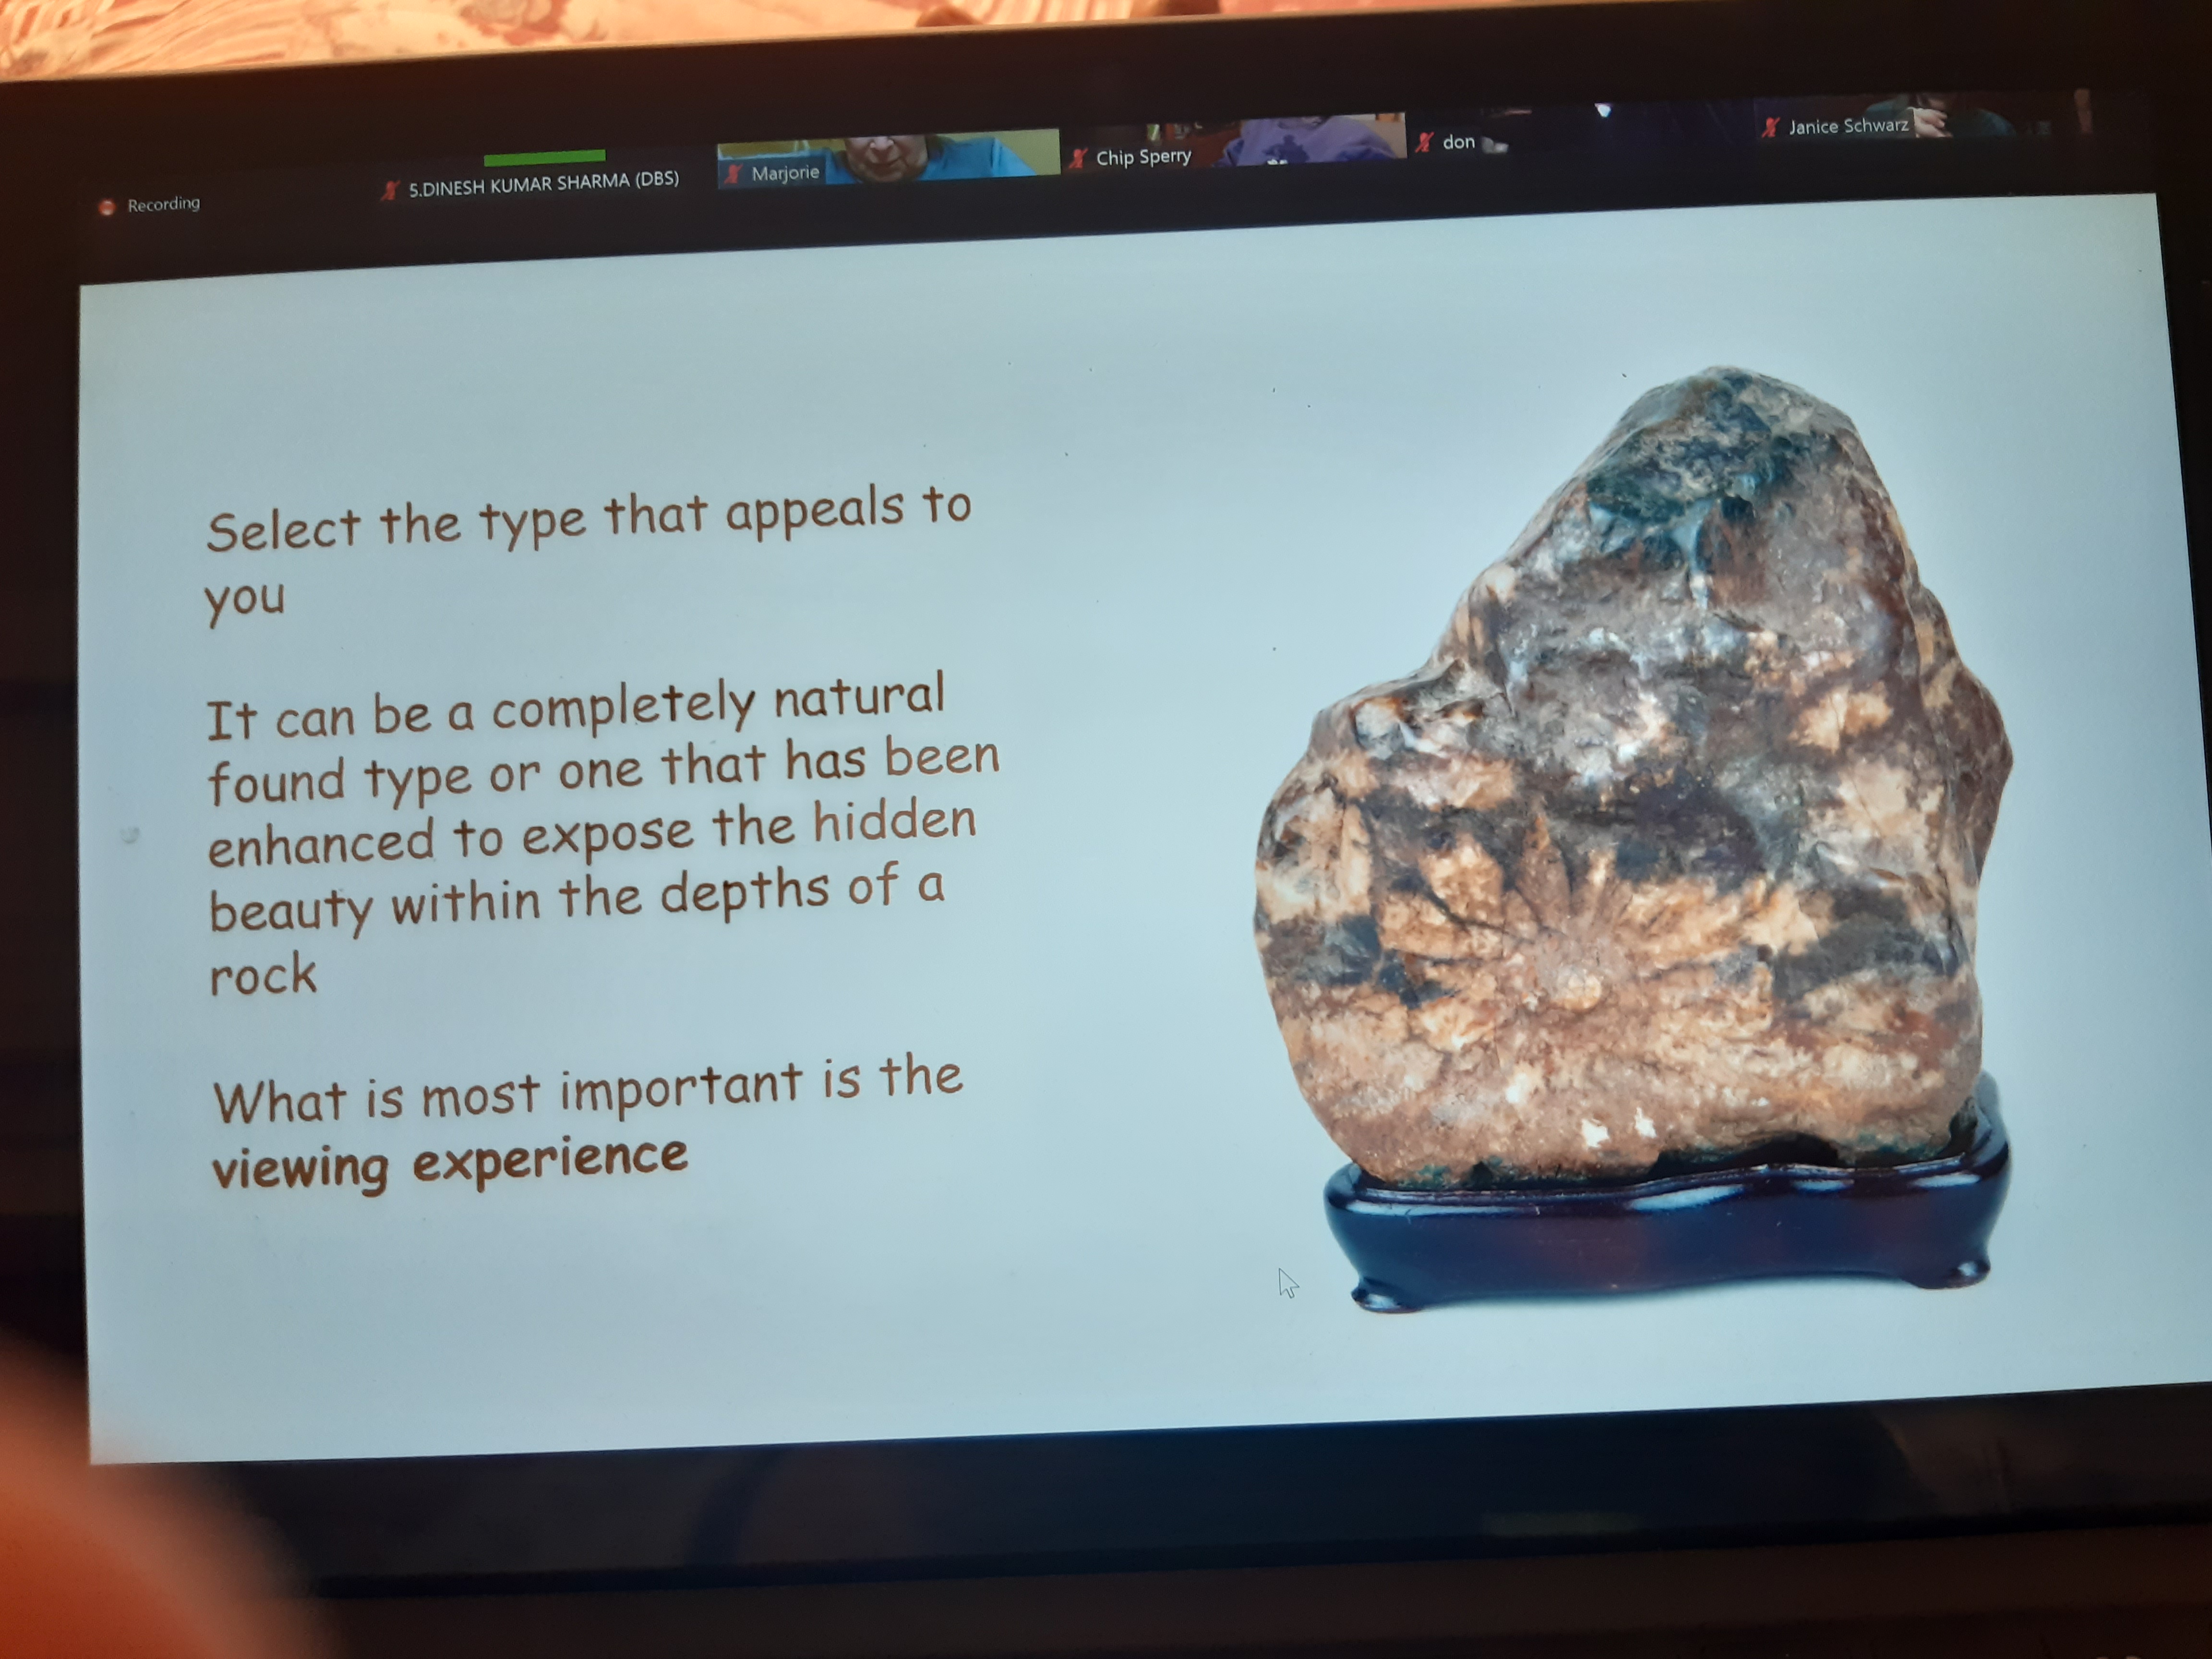 Recording
5.DINESH KUMAR SHARMA (DBS)
Marjorie
Chip Sperry
don
Janice Schwarz
Select the type that appeals to
you
It can be a completely natural
found type or one that has been
enhanced to expose the hidden
beauty within the depths of a
rock
What is most important is the
viewing experience